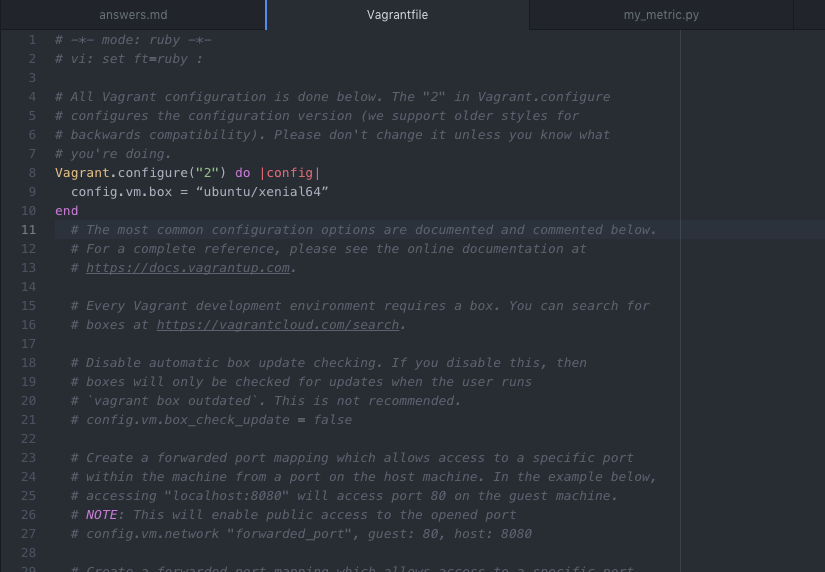 answers.md
Vagrantfile
my_metric.py
1 # -*- mode: ruby -*-
2 # vi: set ft=ruby :
3
4 # All Vagrant configuration is done below. The "2" in Vagrant.configure
5 # configures the configuration version (we support older styles for
6 # backwards compatibility). Please don't change it unless you know what
7 # you're doing.
8 Vagrant.configure("2") do |config|
9   config.vm.box = “ubuntu/xenial64”
10 end
11   # The most common configuration options are documented and commented below.
12   # For a complete reference, please see the online documentation at
13   # https://docs.vagrantup.com.
14
15   # Every Vagrant development environment requires a box. You can search for
16   # boxes at https://vagrantcloud.com/search.
17
18   # Disable automatic box update checking. If you disable this, then
19   # boxes will only be checked for updates when the user runs
20   # `vagrant box outdated`. This is not recommended.
21   # config.vm.box_check_update = false
22
23   # Create a forwarded port mapping which allows access to a specific port
24   # within the machine from a port on the host machine. In the example below,
25   # accessing "localhost:8080" will access port 80 on the guest machine.
26   # NOTE: This will enable public access to the opened port
27   # config.vm.network "forwarded_port", guest: 80, host: 8080
28
29   # Create a forwarded port mapping which allows access to a specific port